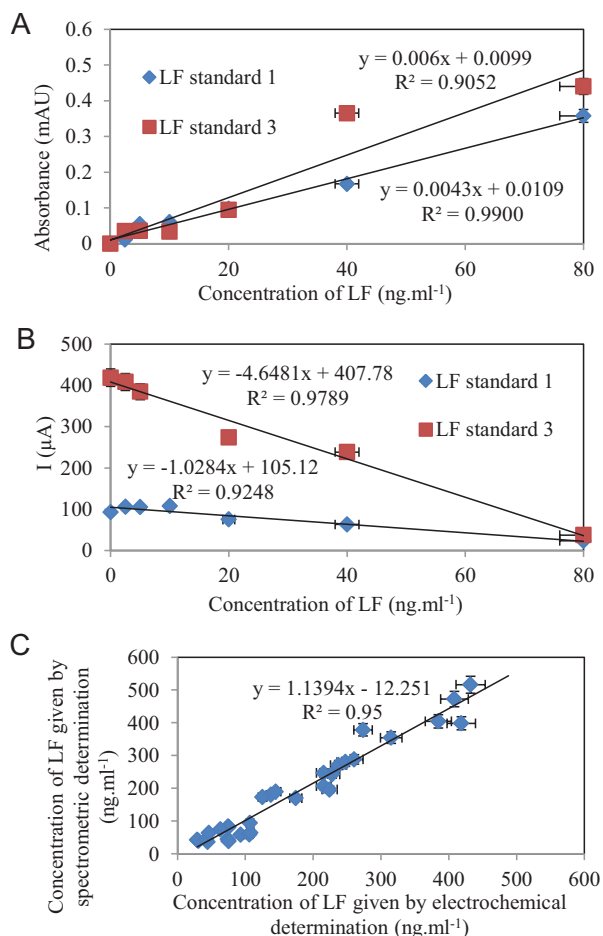 A
Absorbance (mAU)
0.6
0.5
0.4
0.3
0.2
0.1
0
y = 0.006x + 0.0099
R² = 0.9052
LF standard 1
LF standard 3
y = 0.0043x + 0.0109
R² = 0.9900
0 20 40 60 80
Concentration of LF (ng.ml⁻¹)
B
I (µA)
500
400
300
200
100
0
y = -4.6481x + 407.78
R² = 0.9789
LF standard 1
LF standard 3
y = -1.0284x + 105.12
R² = 0.9248
0 20 40 60 80
Concentration of LF (ng.ml⁻¹)
C
Concentration of LF given by
spectrometric determination
(ng.ml⁻¹)
600
500
400
300
200
100
0
y = 1.1394x - 12.251
R² = 0.95
0 100 200 300 400 500 600
Concentration of LF given by electrochemical
determination (ng.ml⁻¹)